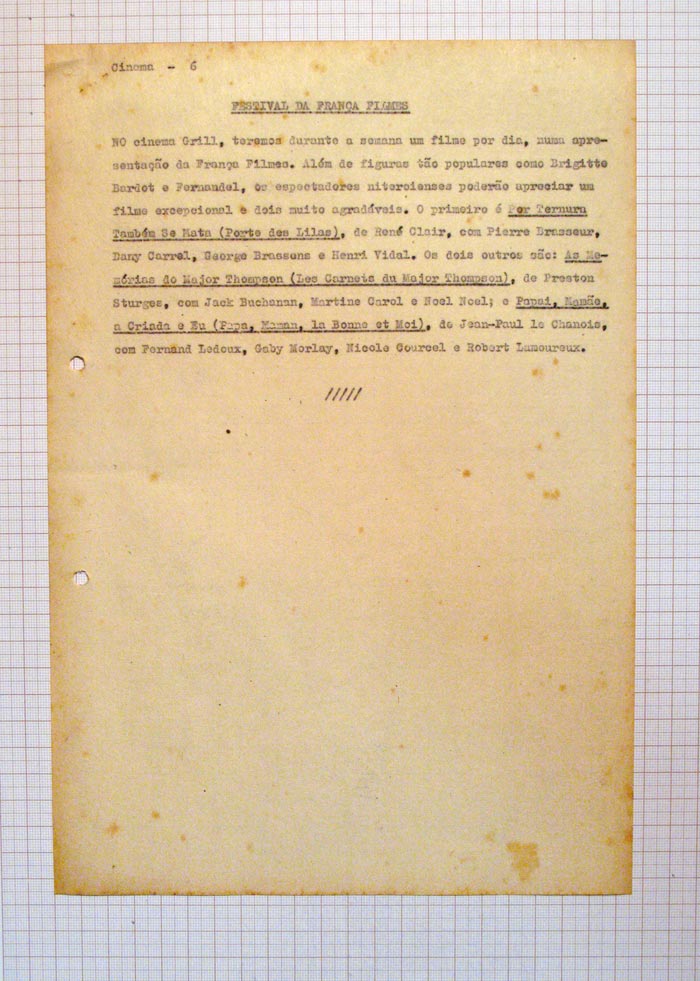 Cinema - 6
FESTIVAL DA FRANÇA FILMES
NO cinema Grill, teremos durante a semana um filme por dia, numa apre-
sentação da França Filmes. Além de figuras tão populares como Brigitte
Bardot e Fernandel, os espectadores niteroienses poderão apreciar um
filme excepcional e dois muito agradáveis. O primeiro é Por Ternura
Também Se Mata (Porte des Lilas), de René Clair, com Pierre Brasseur,
Dany Carrel, George Brassens e Henri Vidal. Os dois outros são: As Me-
mórias do Major Thompson (Les Carnets du Major Thompson), de Preston
Sturges, com Jack Buchanan, Martine Carol e Noel Noel; e Papai, Mamãe,
a Criada e Eu (Papa, Maman, la Bonne et Moi), de Jean-Paul le Chanois,
com Fernand Ledoux, Gaby Morlay, Nicole Courcel e Robert Lamoureux.
/////